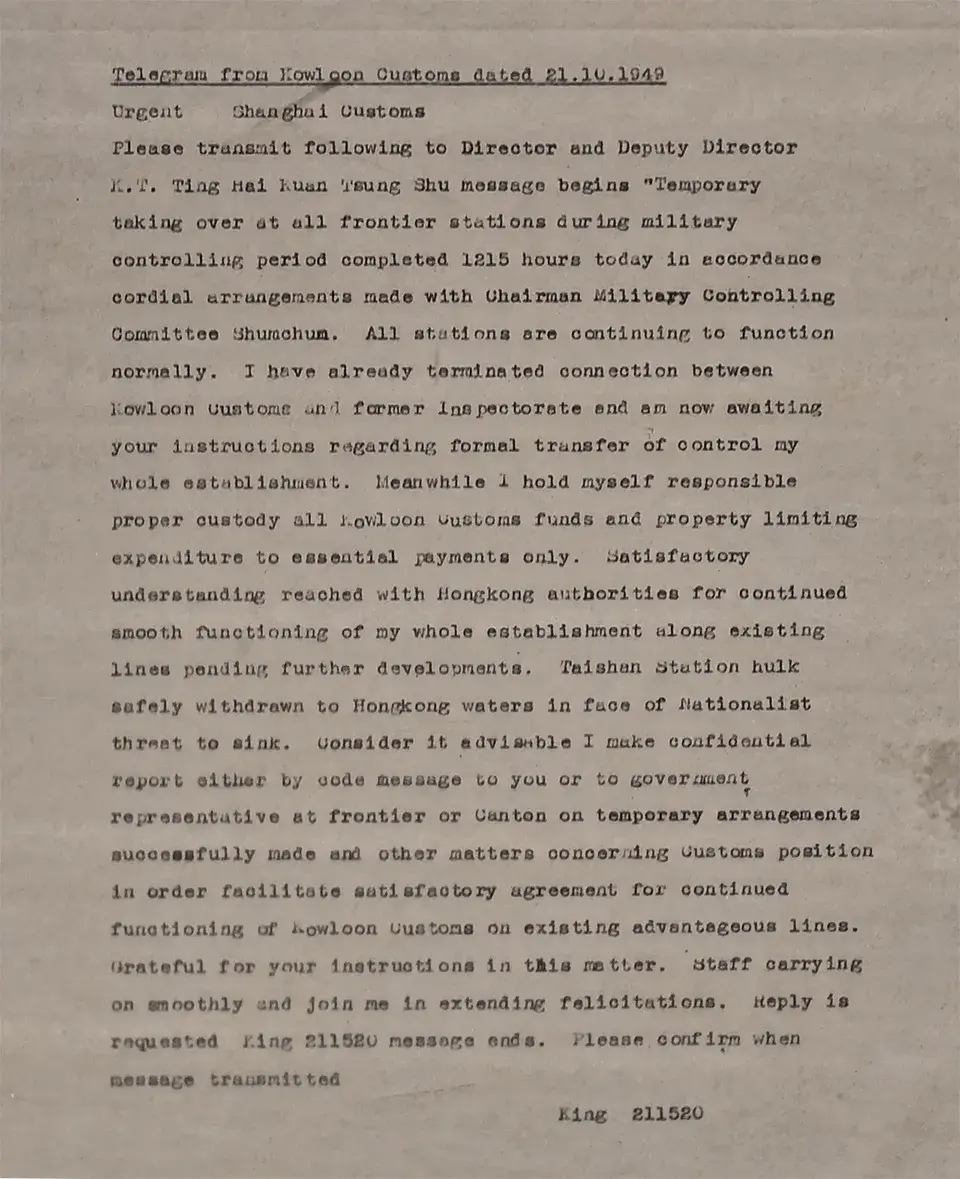 Telegram from Kowloon Customs dated 21.10.1949
Urgent Shanghai Customs
Please transmit following to Director and Deputy Director
K.T. Ting Hai Kuan Tsung Shu message begins "Temporary
taking over at all frontier stations during military
controlling period completed 1215 hours today in accordance
cordial arrangements made with Chairman Military Controlling
Committee Shumchum. All stations are continuing to function
normally. I have already terminated connection between
Kowloon Customs and former Inspectorate and am now awaiting
your instructions regarding formal transfer of control my
whole establishment. Meanwhile I hold myself responsible
proper custody all Kowloon Customs funds and property limiting
expenditure to essential payments only. Satisfactory
understanding reached with Hongkong authorities for continued
smooth functioning of my whole establishment along existing
lines pending further developments. Taishan Station hulk
safely withdrawn to Hongkong waters in face of Nationalist
threat to sink. Consider it advisable I make confidential
report either by code message to you or to government
representative at frontier or Canton on temporary arrangements
successfully made and other matters concerning Customs position
in order facilitate satisfactory agreement for continued
functioning of Kowloon Customs on existing advantageous lines.
Grateful for your instructions in this matter. Staff carrying
on smoothly and join me in extending felicitations. Reply is
requested King 211520 message ends. Please confirm when
message transmitted
King 211520